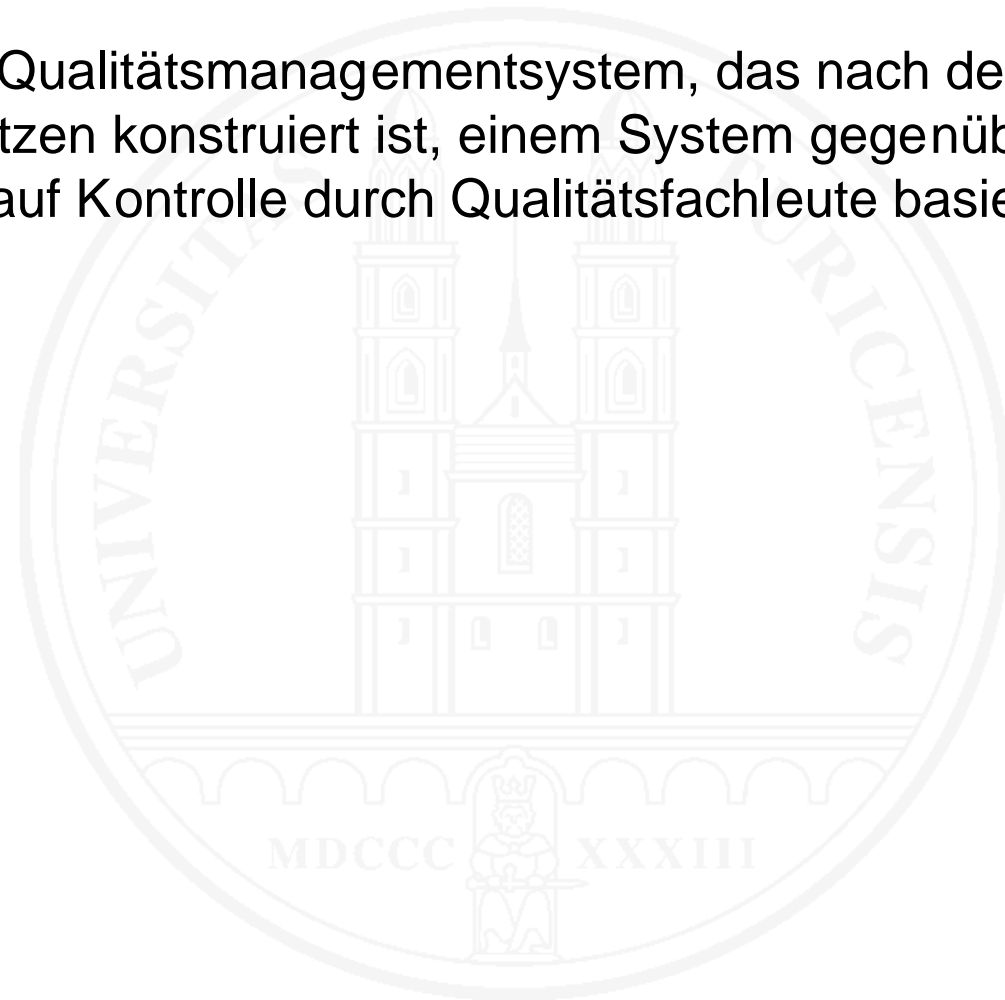 Qualitätsmanagementsystem, das nach de
tzen konstruiert ist, einem System gegenüb
auf Kontrolle durch Qualitätsfachleute basie
UNIVERSITAS TURICENSIS
MDCCC XXXIII